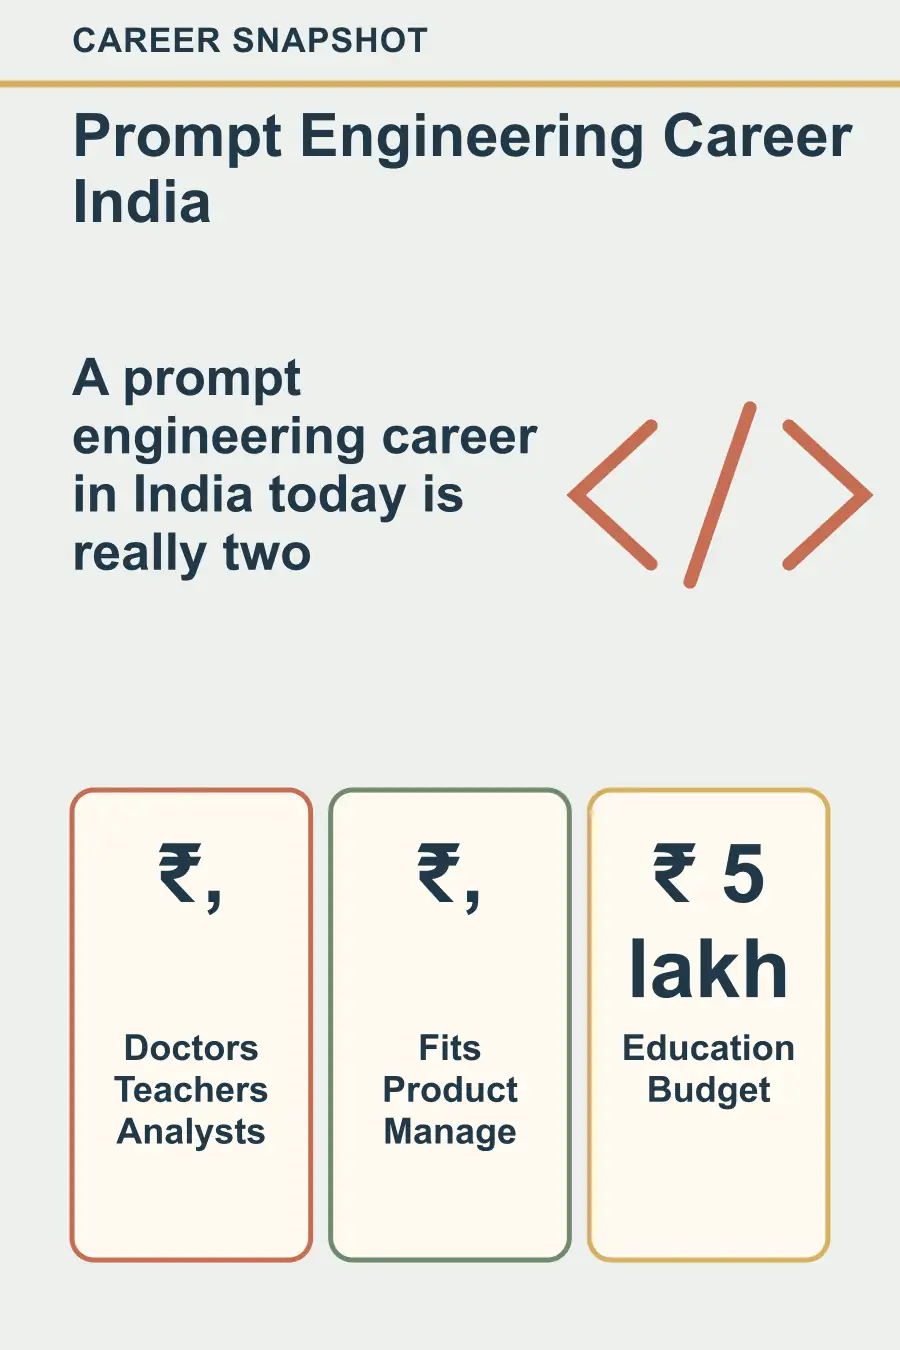 CAREER SNAPSHOT
Prompt Engineering Career
India
A prompt
engineering career
in India today is
really two
₹,
Doctors
Teachers
Analysts
₹,
Fits
Product
Manage
₹ 5
lakh
Education
Budget